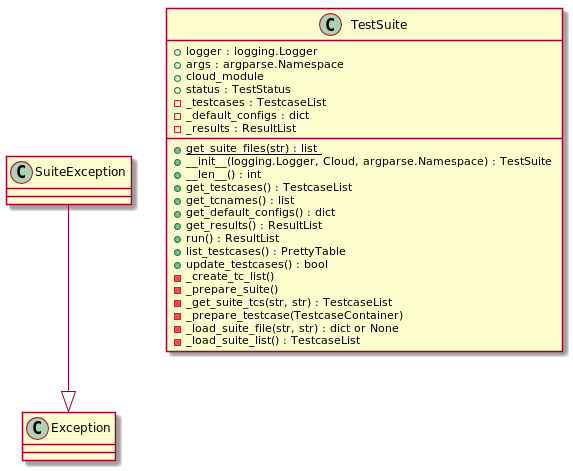 C TestSuite
logger : logging.Logger
args : argparse.Namespace
cloud_module
status : TestStatus
_testcases : TestcaseList
_default_configs : dict
_results : ResultList
get_suite_files(str) : list
__init__(logging.Logger, Cloud, argparse.Namespace) : TestSuite
__len__() : int
get_testcases() : TestcaseList
get_tcnames() : list
get_default_configs() : dict
get_results() : ResultList
run() : ResultList
list_testcases() : PrettyTable
update_testcases() : bool
_create_tc_list()
_prepare_suite()
_get_suite_tcs(str, str) : TestcaseList
_prepare_testcase(TestcaseContainer)
_load_suite_file(str, str) : dict or None
_load_suite_list() : TestcaseList
C SuiteException
C Exception